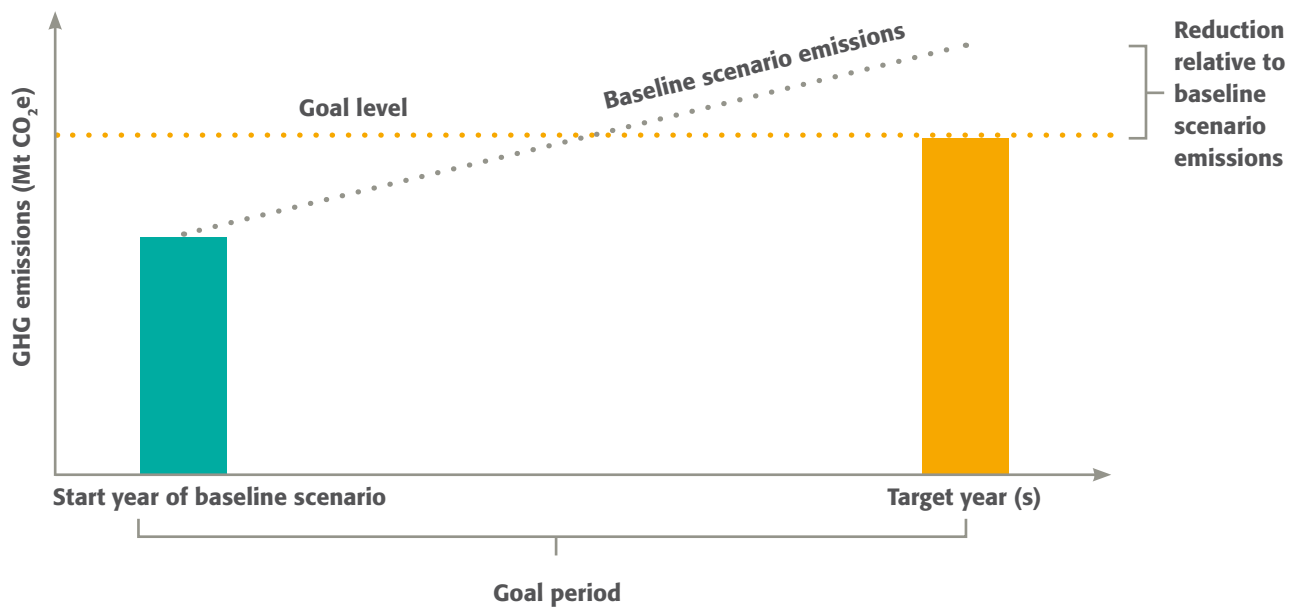 Reduction
relative to
baseline
scenario
emissions
Baseline scenario emissions
Goal level
GHG emissions (Mt CO₂e)
Start year of baseline scenario
Target year (s)
Goal period